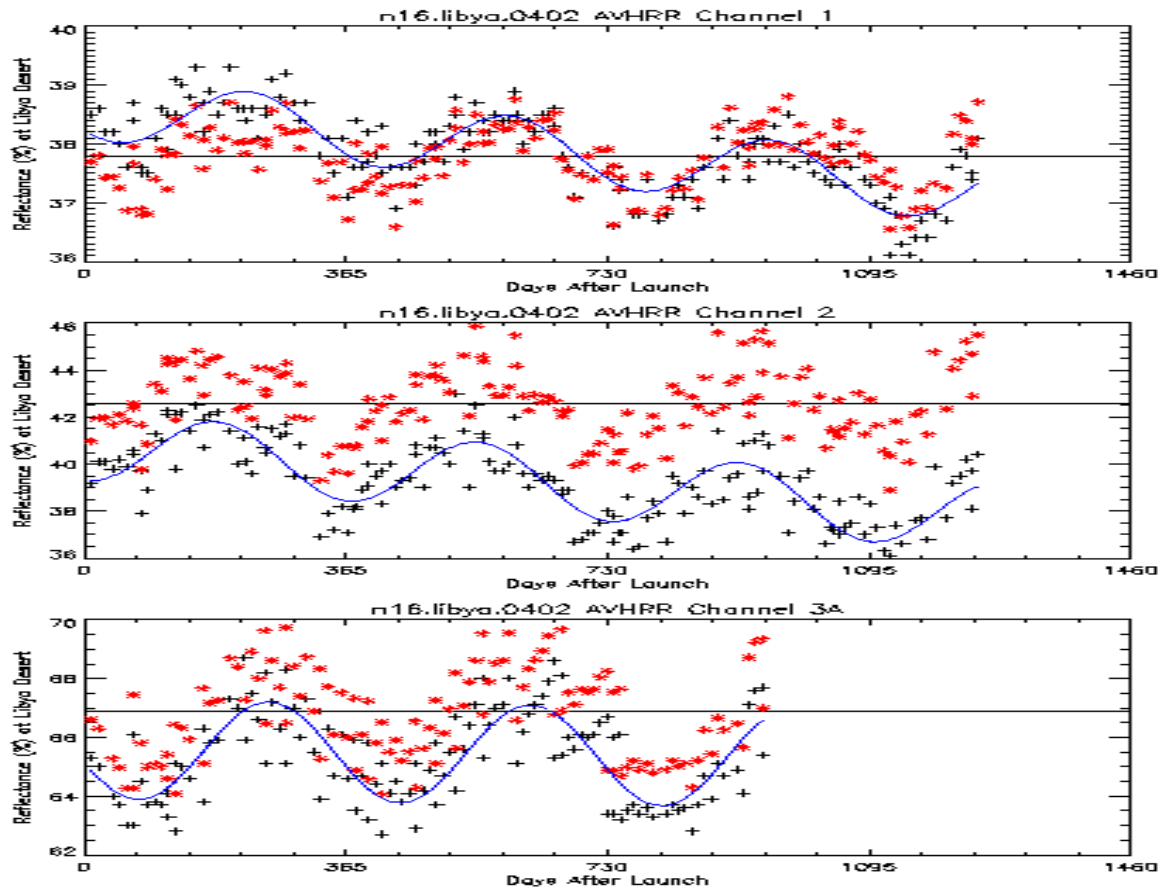 n16.libya.0402 AVHRR Channel 1
Reflectance (%) at Libya Desert
40
39
38
37
36
0 365 730 1095 1460
Days After Launch
n16.libya.0402 AVHRR Channel 2
Reflectance (%) at Libya Desert
46
44
42
40
38
36
0 365 730 1095 1460
Days After Launch
n16.libya.0402 AVHRR Channel 3A
Reflectance (%) at Libya Desert
70
68
66
64
62
0 365 730 1095 1460
Days After Launch